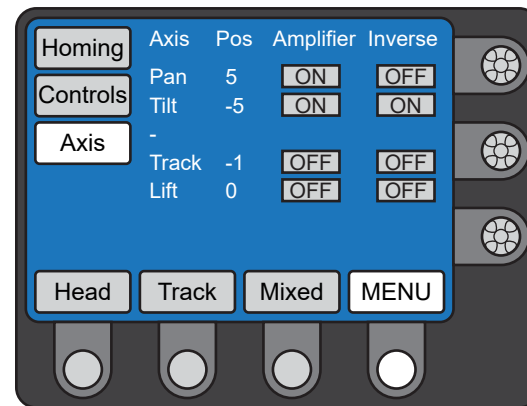 Homing
Controls
Axis
Axis Pos Amplifier Inverse
Pan 5 ON OFF
Tilt -5 ON ON
-
Track -1 OFF OFF
Lift 0 OFF OFF
Head Track Mixed MENU